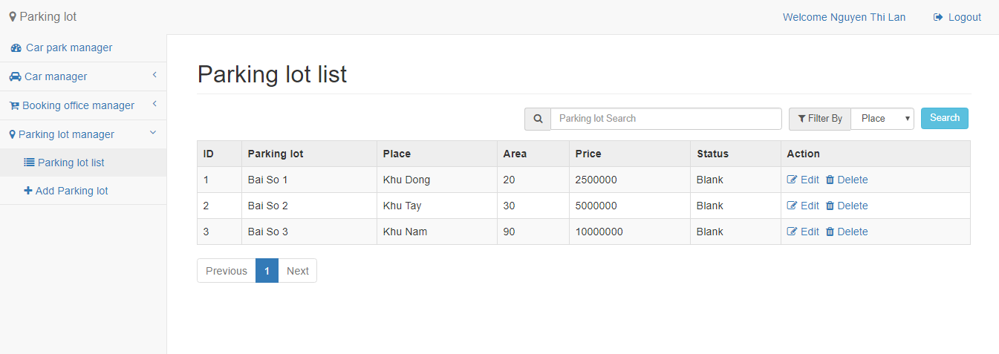 Parking lot
Welcome Nguyen Thi Lan Logout
Car park manager
Car manager
Booking office manager
Parking lot manager
Parking lot list
Add Parking lot
Parking lot list
Parking lot Search Filter By Place Search
ID Parking lot Place Area Price Status Action
1 Bai So 1 Khu Dong 20 2500000 Blank Edit Delete
2 Bai So 2 Khu Tay 30 5000000 Blank Edit Delete
3 Bai So 3 Khu Nam 90 10000000 Blank Edit Delete
Previous 1 Next